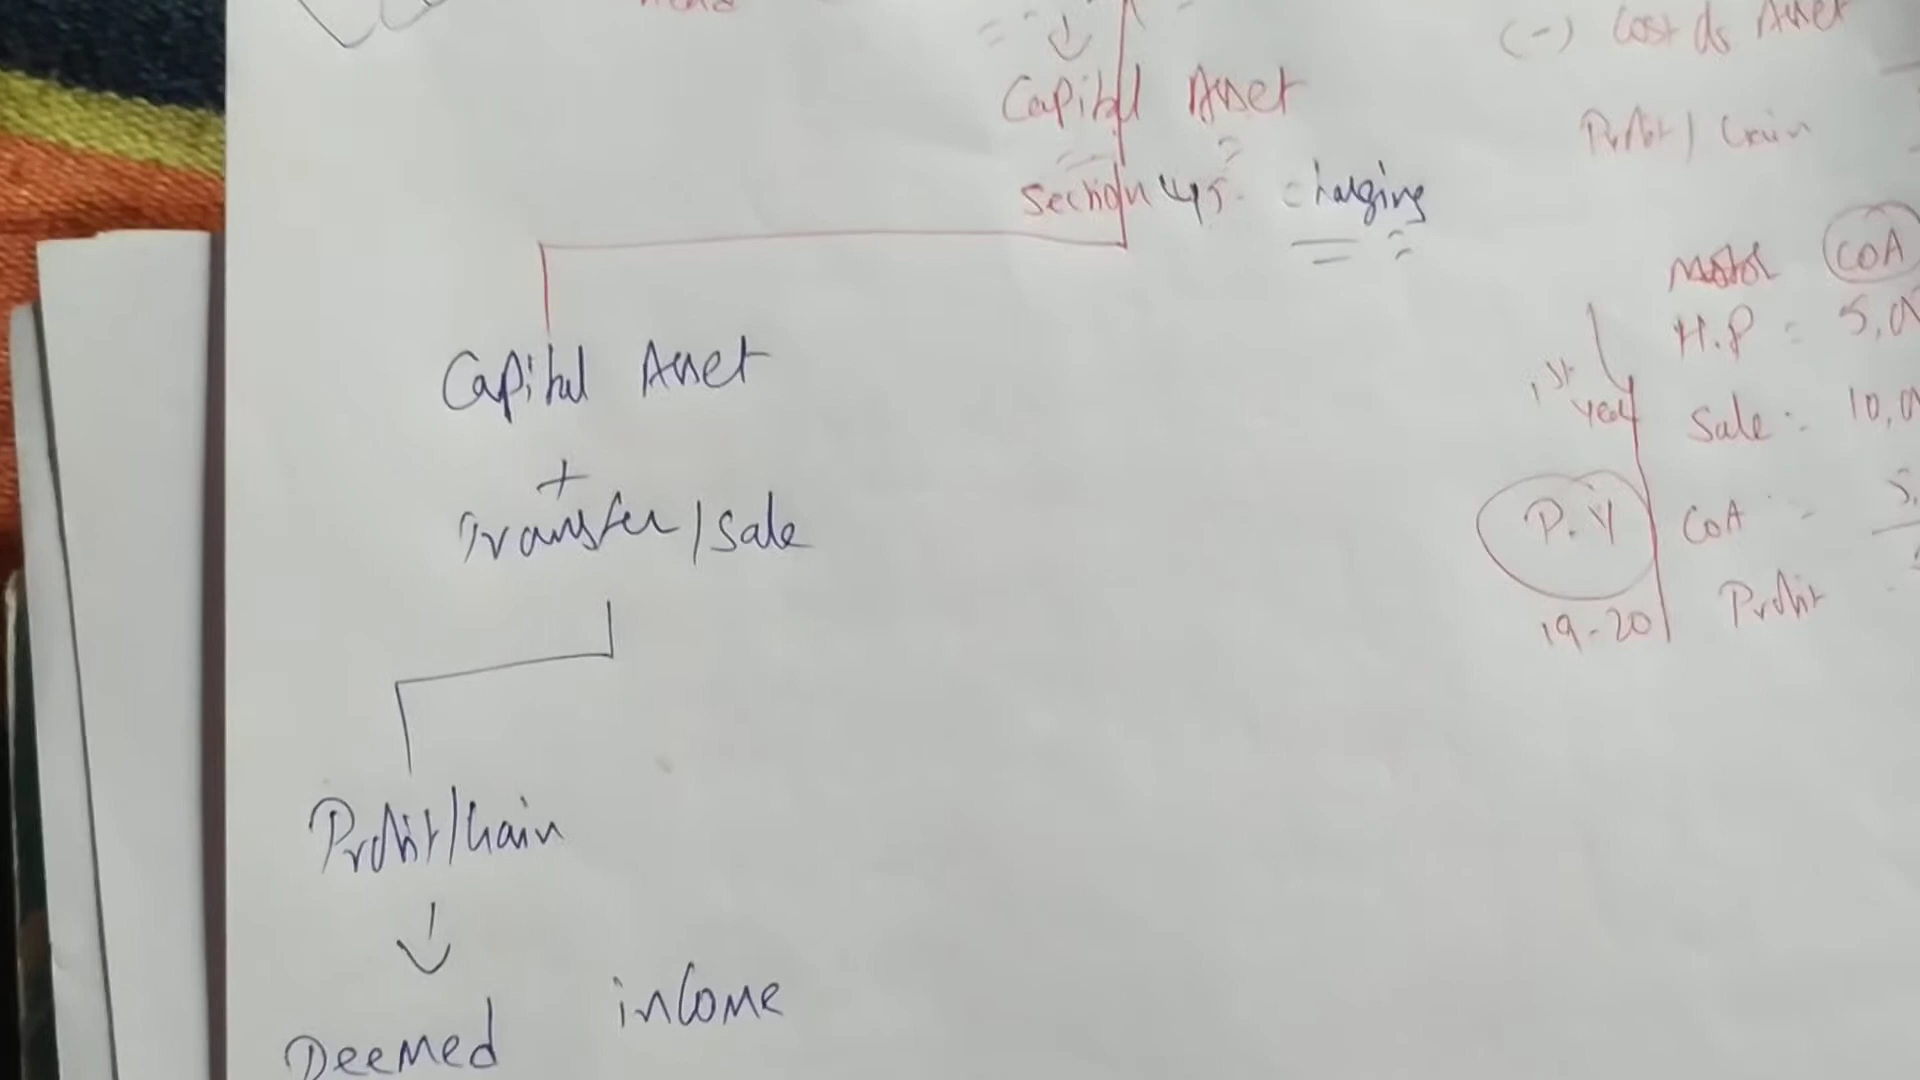 (-) Cost of Asset
Capital Asset
Profit / Gain
Section 45. charging
Motor COA
H.P = 5,0
Capital Asset
1st year
Sale : 10,0
+
Transfer/Sale
P.Y
COA - 5,
19-20
Profit
Profit/Gain
Deemed income